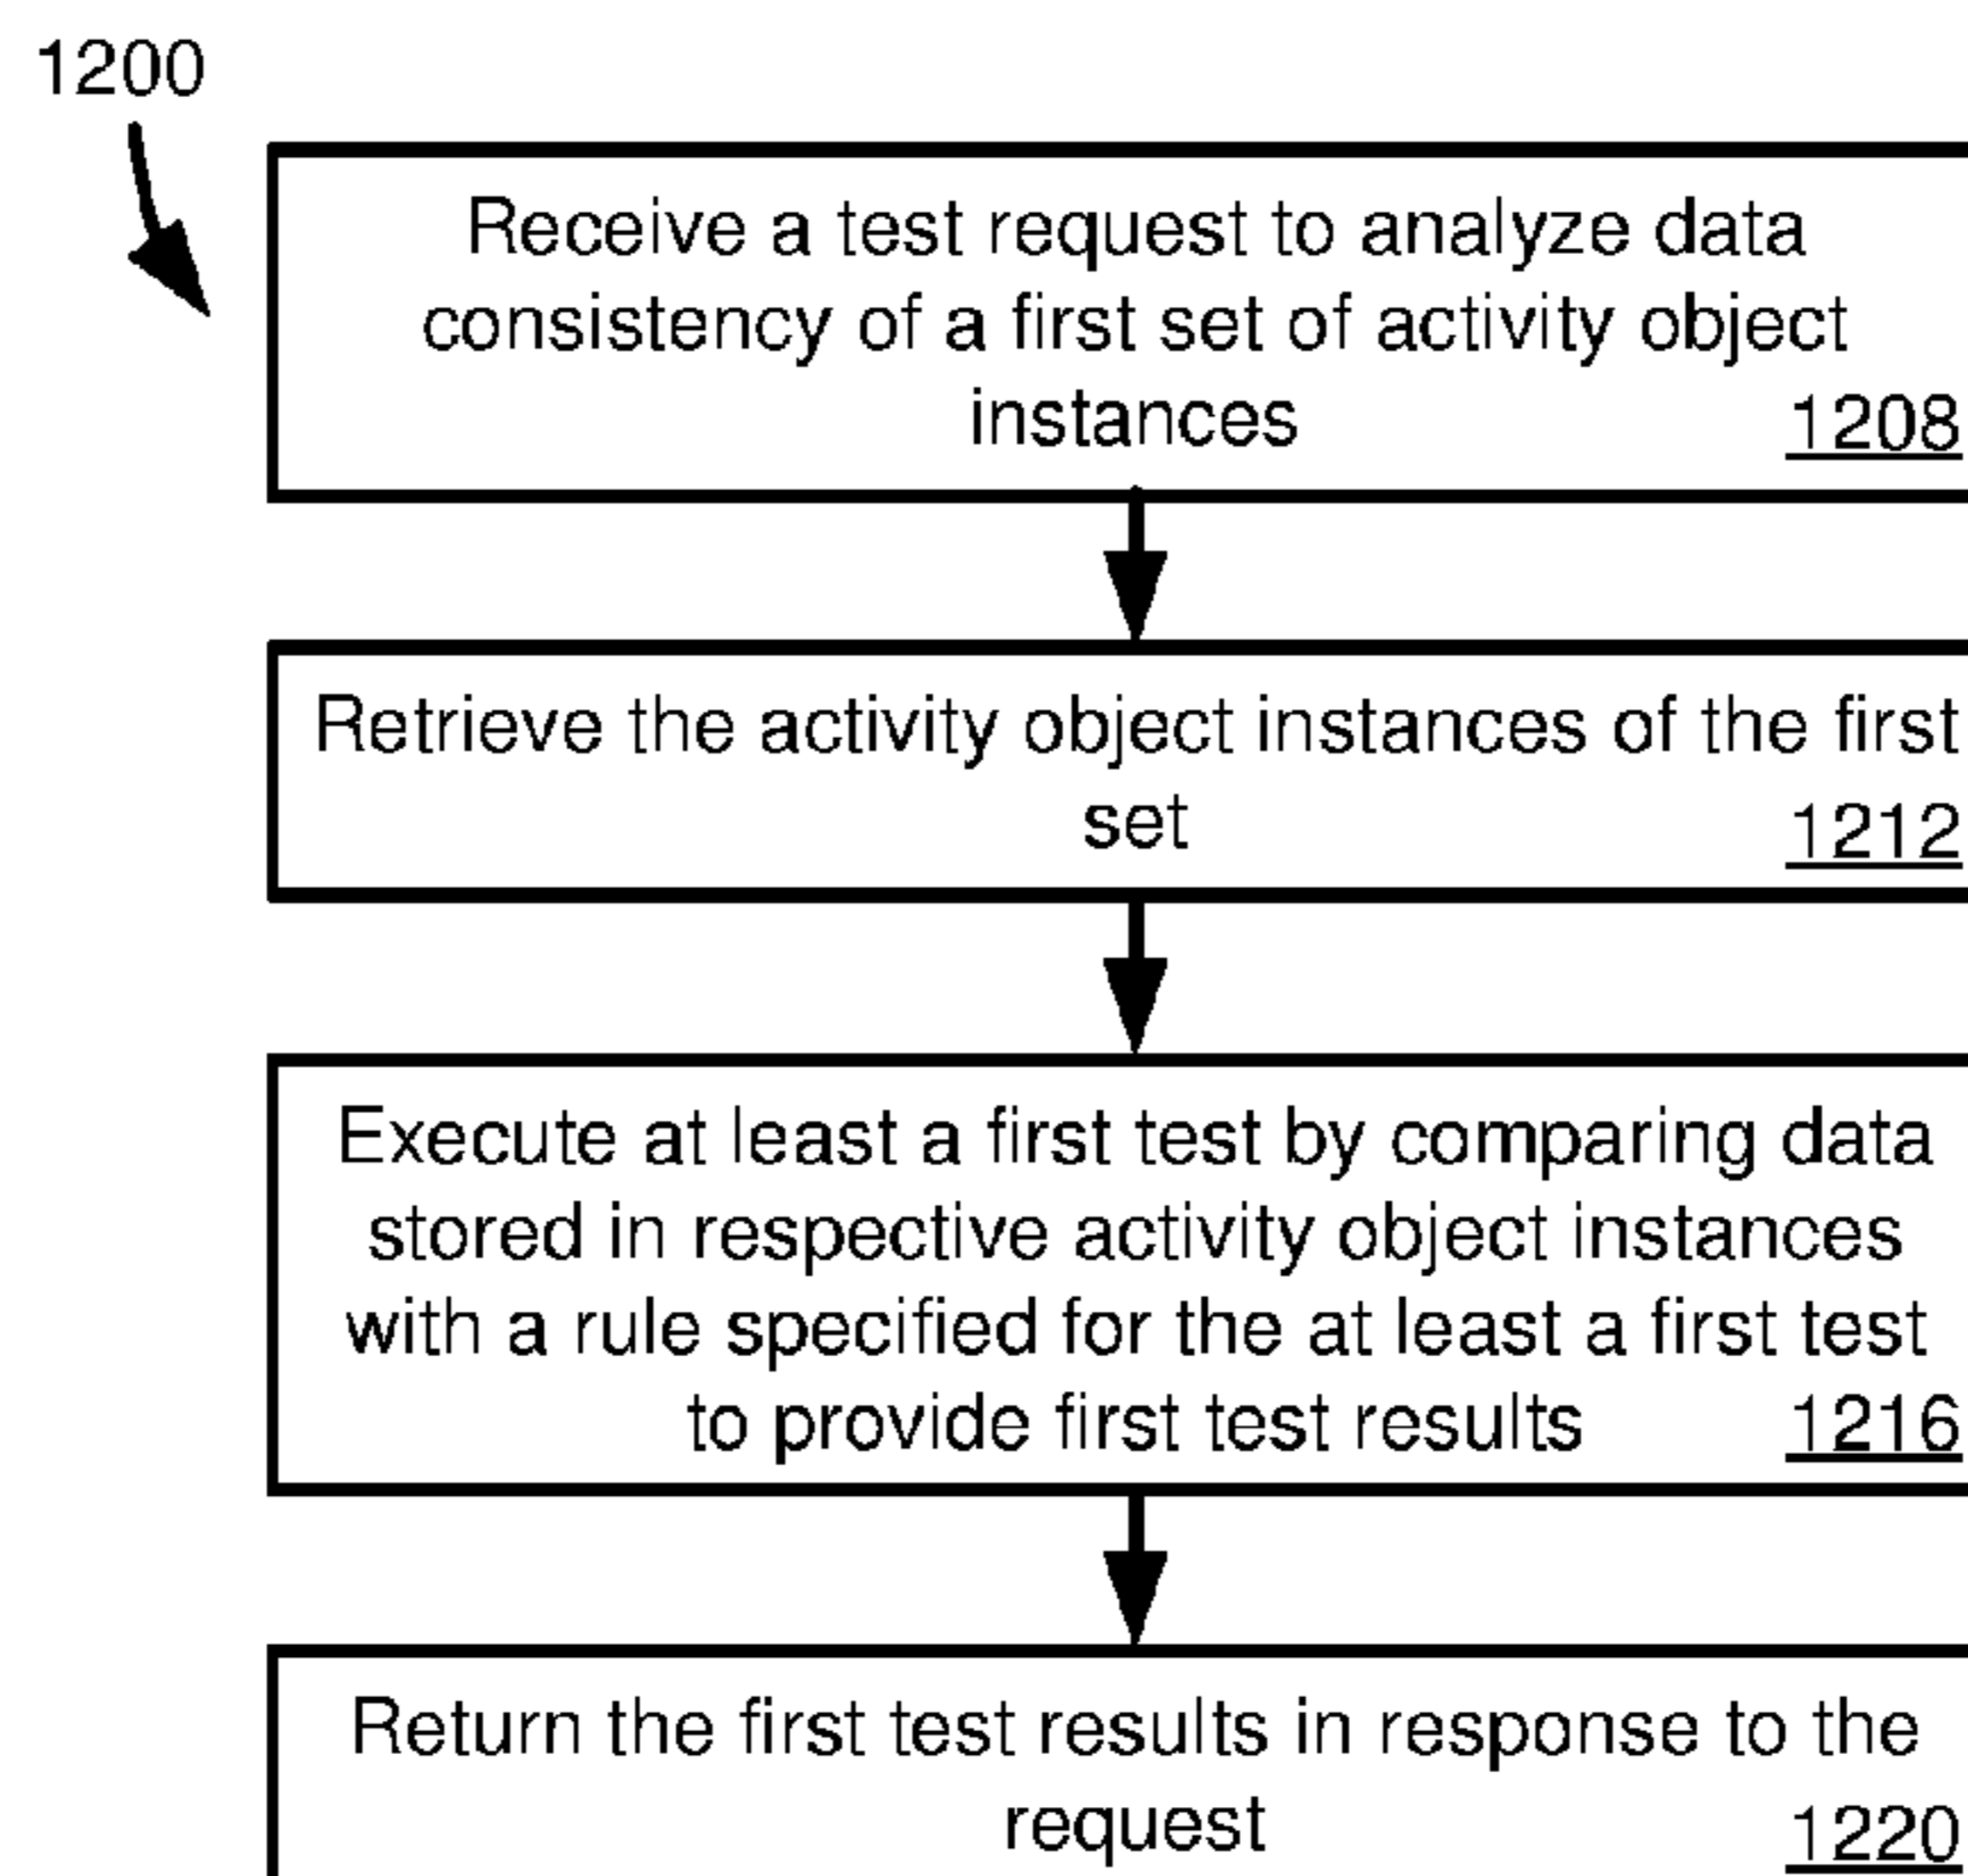 1200
Receive a test request to analyze data
consistency of a first set of activity object
instances
1208
Retrieve the activity object instances of the first
set
1212
Execute at least a first test by comparing data
stored in respective activity object instances
with a rule specified for the at least a first test
to provide first test results
1216
Return the first test results in response to the
request
1220